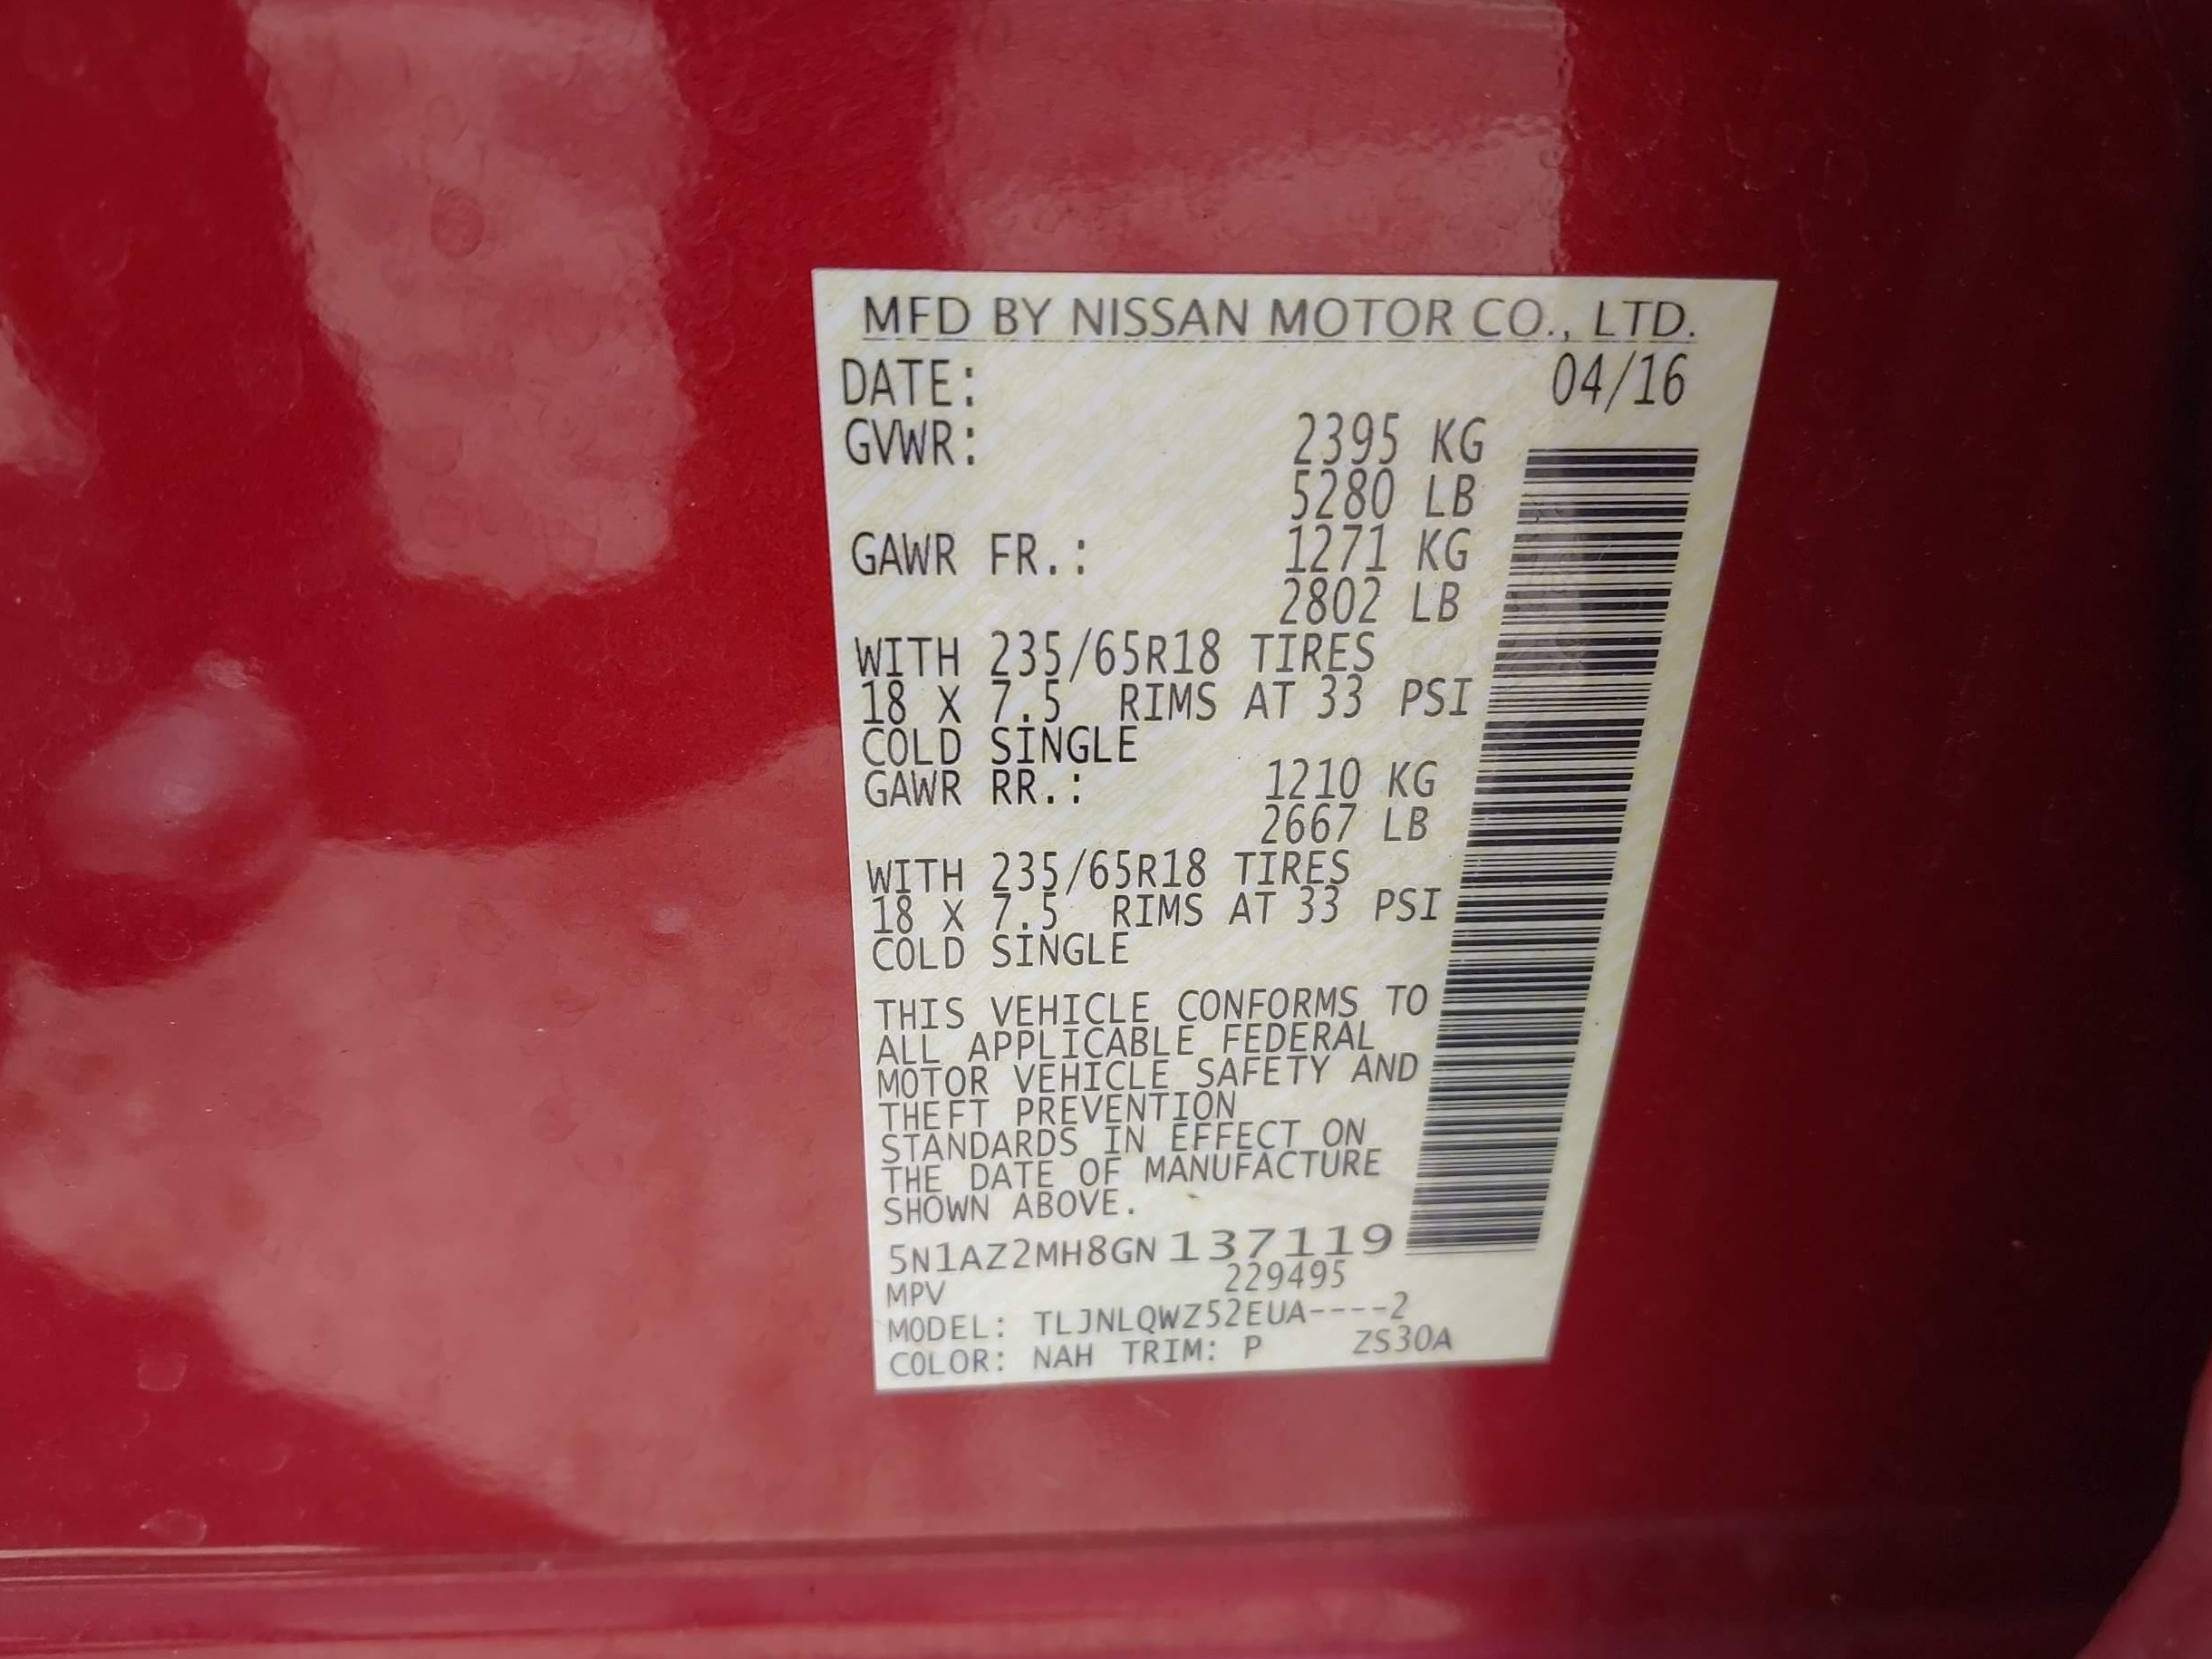 MFD BY NISSAN MOTOR CO., LTD.
DATE: 04/16
GVWR: 2395 KG
5280 LB
GAWR FR.: 1271 KG
2802 LB
WITH 235/65R18 TIRES
18 X 7.5 RIMS AT 33 PSI
COLD SINGLE
GAWR RR.: 1210 KG
2667 LB
WITH 235/65R18 TIRES
18 X 7.5 RIMS AT 33 PSI
COLD SINGLE
THIS VEHICLE CONFORMS TO
ALL APPLICABLE FEDERAL
MOTOR VEHICLE SAFETY AND
THEFT PREVENTION
STANDARDS IN EFFECT ON
THE DATE OF MANUFACTURE
SHOWN ABOVE.
5N1AZ2MH8GN137119
MPV 229495
MODEL: TLJNLQWZ52EUA----2
COLOR: NAH TRIM: P ZS30A